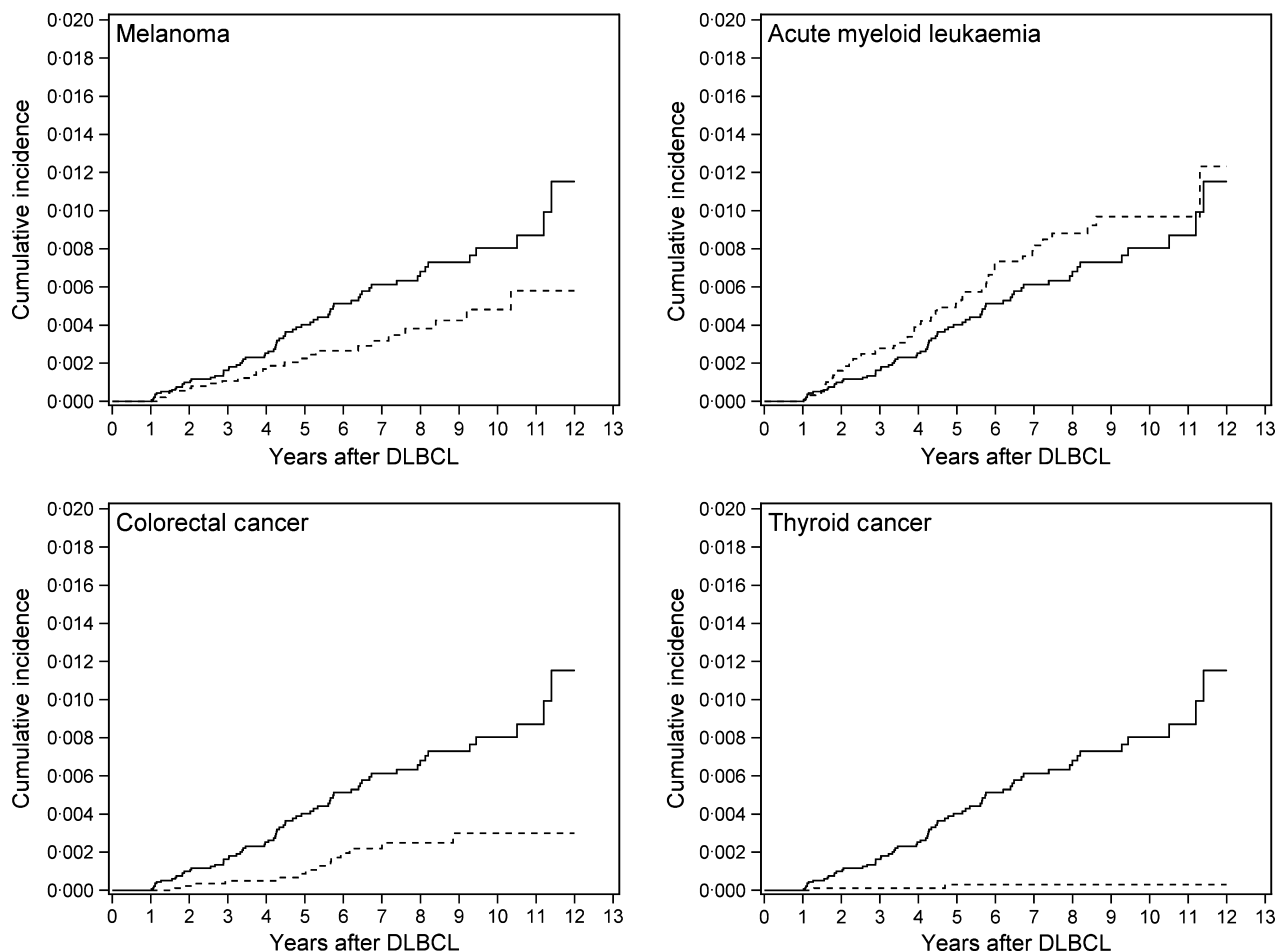 Melanoma
Cumulative incidence
0·020
0·018
0·016
0·014
0·012
0·010
0·008
0·006
0·004
0·002
0·000
0 1 2 3 4 5 6 7 8 9 10 11 12 13
Years after DLBCL
Acute myeloid leukaemia
Cumulative incidence
0·020
0·018
0·016
0·014
0·012
0·010
0·008
0·006
0·004
0·002
0·000
0 1 2 3 4 5 6 7 8 9 10 11 12 13
Years after DLBCL
Colorectal cancer
Cumulative incidence
0·020
0·018
0·016
0·014
0·012
0·010
0·008
0·006
0·004
0·002
0·000
0 1 2 3 4 5 6 7 8 9 10 11 12 13
Years after DLBCL
Thyroid cancer
Cumulative incidence
0·020
0·018
0·016
0·014
0·012
0·010
0·008
0·006
0·004
0·002
0·000
0 1 2 3 4 5 6 7 8 9 10 11 12 13
Years after DLBCL